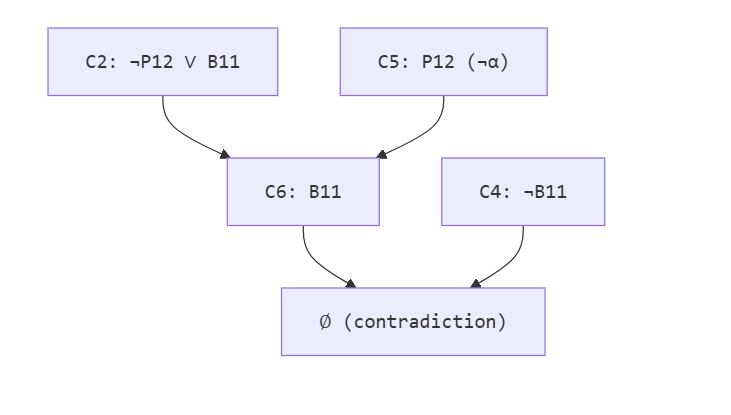 C2: ¬P12 ∨ B11
C5: P12 (¬α)
C6: B11
C4: ¬B11
Ø (contradiction)